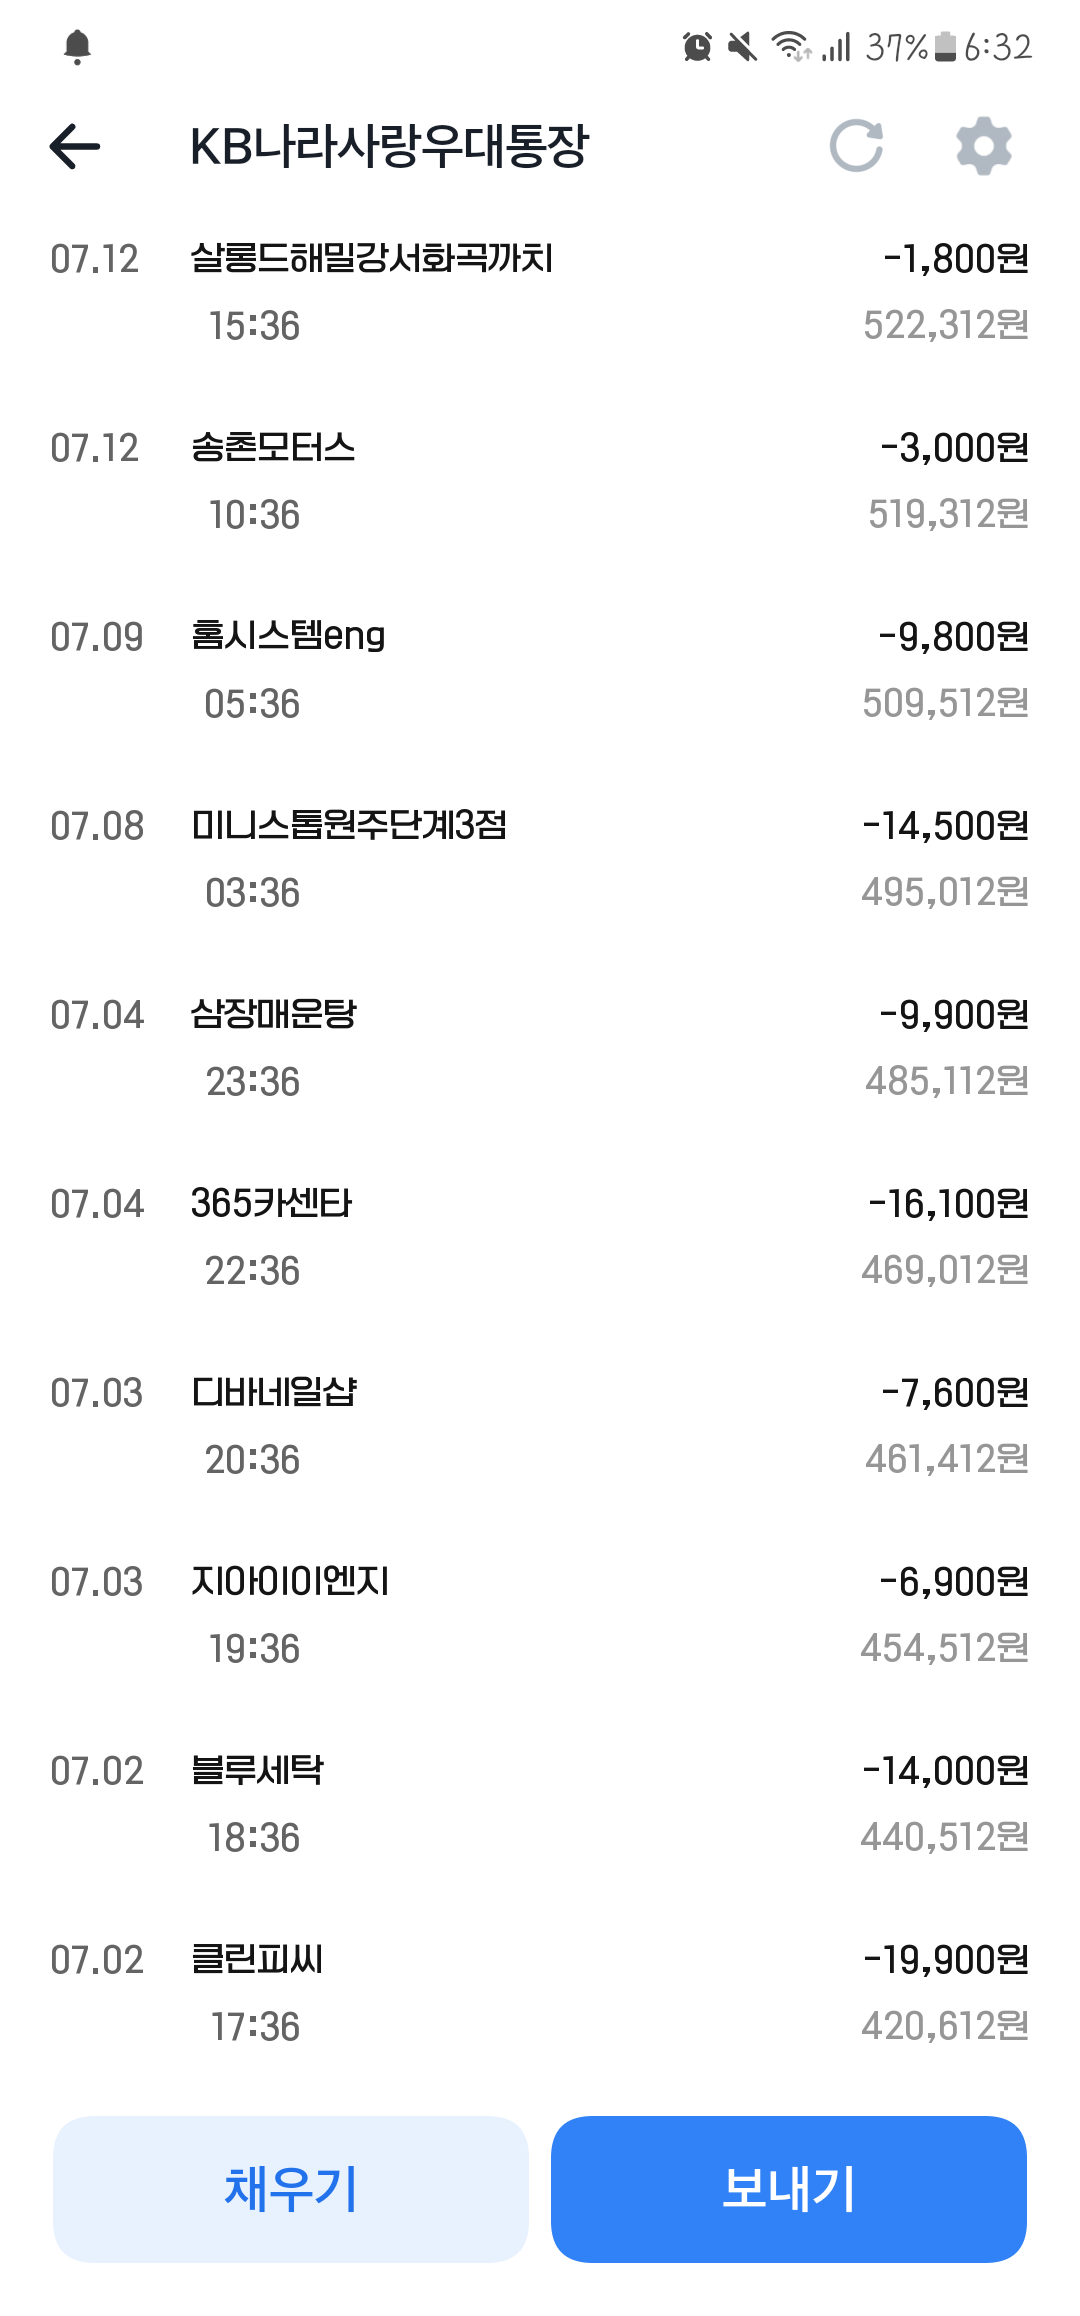 37% 6:32
KB나라사랑우대통장
07.12 살롱드해밀강서화곡까치 -1,800원
15:36 522,312원
07.12 송촌모터스 -3,000원
10:36 519,312원
07.09 홈시스템eng -9,800원
05:36 509,512원
07.08 미니스톱원주단계3점 -14,500원
03:36 495,012원
07.04 삼장매운탕 -9,900원
23:36 485,112원
07.04 365카센타 -16,100원
22:36 469,012원
07.03 디바네일샵 -7,600원
20:36 461,412원
07.03 지아이이엔지 -6,900원
19:36 454,512원
07.02 블루세탁 -14,000원
18:36 440,512원
07.02 클린피씨 -19,900원
17:36 420,612원
채우기 보내기